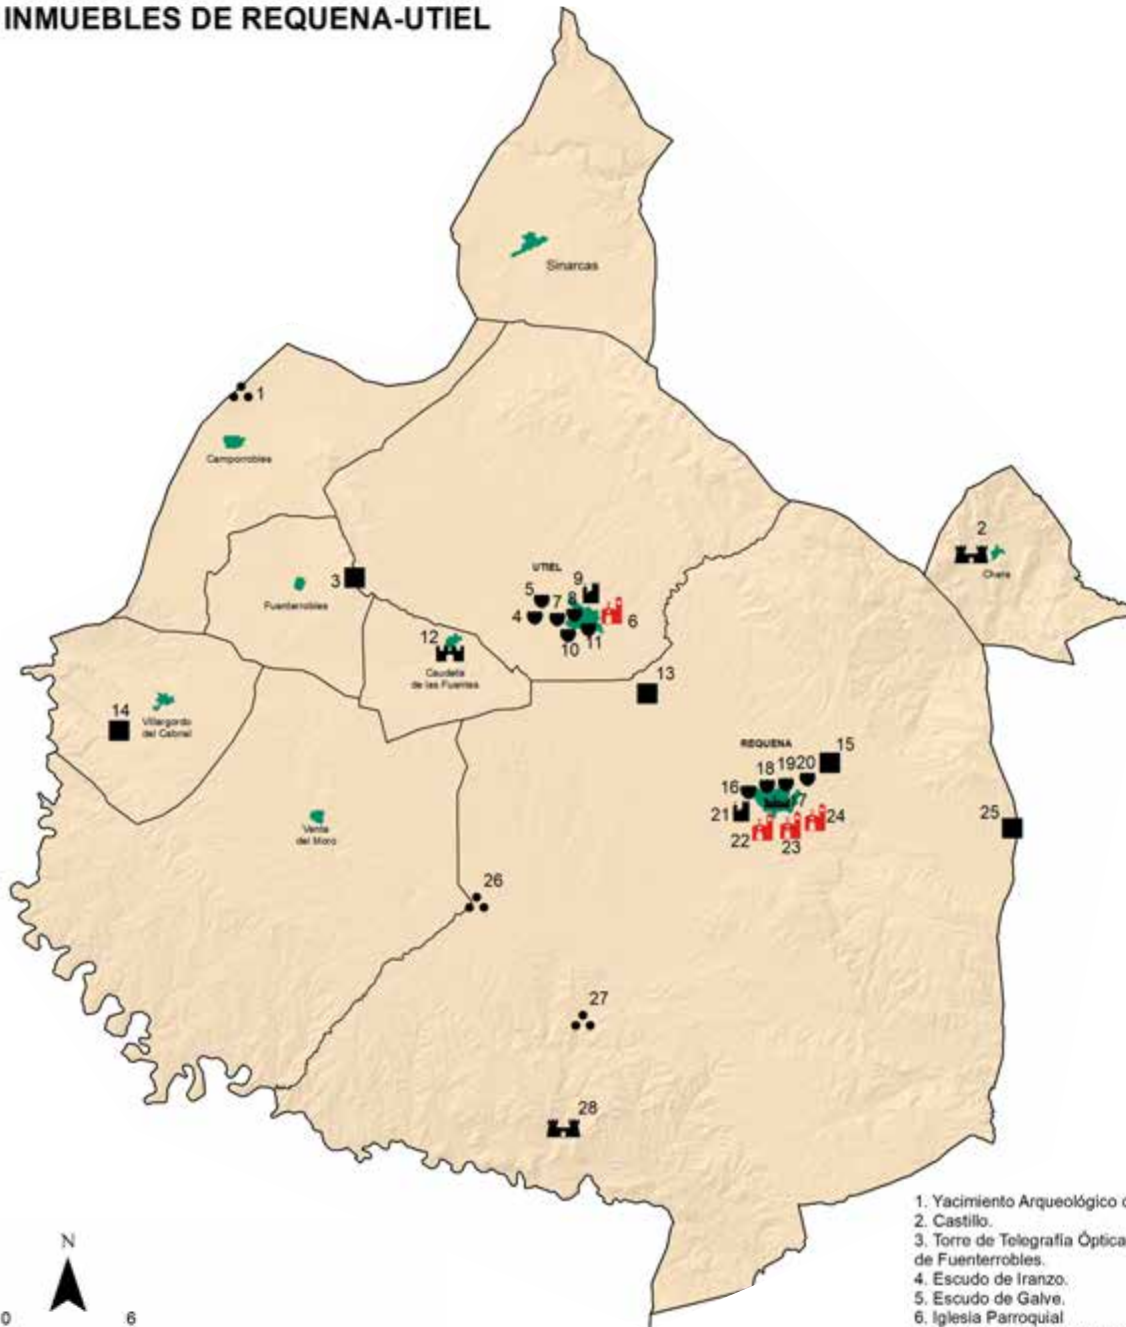 INMUEBLES DE REQUENA-UTIEL
Sinarcas
1
Camporrobles
2
Chera
3
Fuenterrobles
UTIEL
9
5
7
8
4
6
10
11
12
Caudete
de las Fuentes
13
14
Villargordo
del Cabriel
REQUENA
15
18
19
20
16
17
21
24
22
23
25
Venta
del Moro
26
27
28
N
0
6
1. Yacimiento Arqueológico
2. Castillo.
3. Torre de Telegrafía Óptica
de Fuenterrobles.
4. Escudo de Iranzo.
5. Escudo de Galve.
6. Iglesia Parroquial